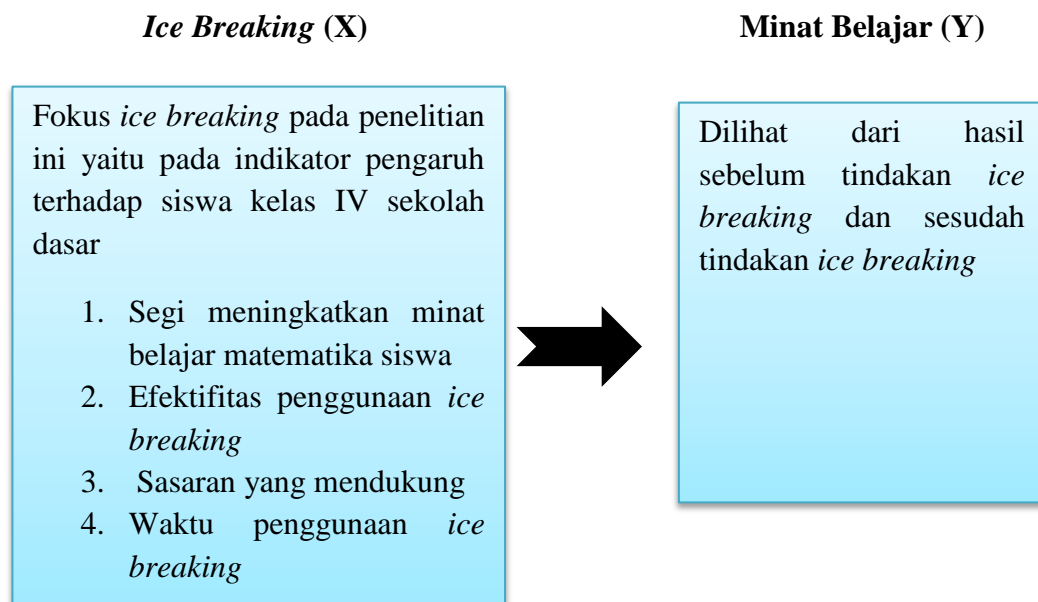 Ice Breaking (X)
Minat Belajar (Y)
Fokus ice breaking pada penelitian
ini yaitu pada indikator pengaruh
terhadap siswa kelas IV sekolah
dasar
1. Segi meningkatkan minat
belajar matematika siswa
2. Efektifitas penggunaan ice
breaking
3. Sasaran yang mendukung
4. Waktu penggunaan ice
breaking
Dilihat dari hasil
sebelum tindakan ice
breaking dan sesudah
tindakan ice breaking